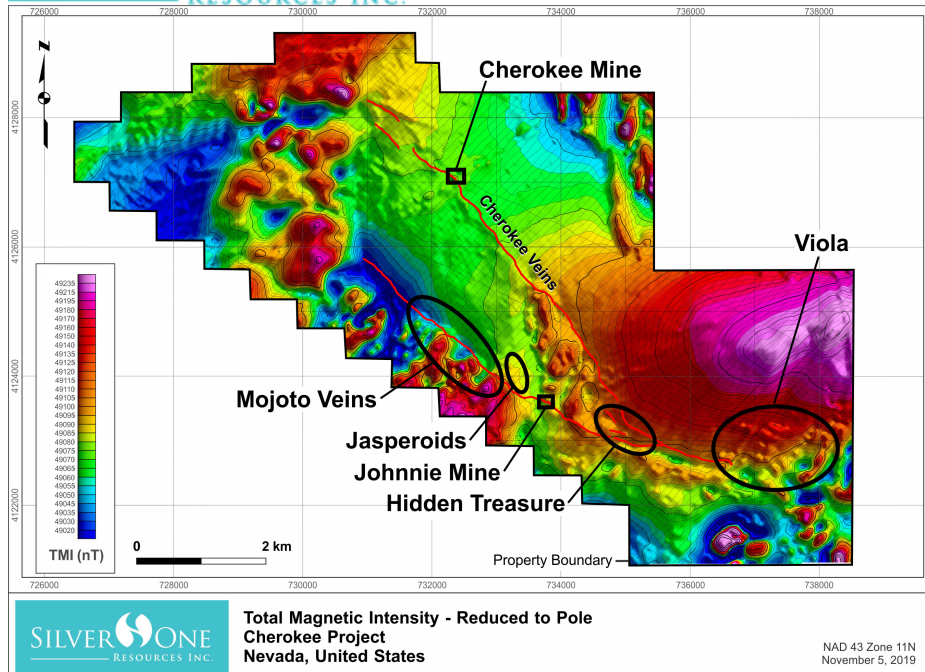 RESOURCES INC.
726000 728000 730000 732000 734000 736000 738000
N
4128000
4126000
4124000
4122000
Cherokee Mine
Cherokee Veins
Viola
Mojoto Veins
Jasperoids
Johnnie Mine
Hidden Treasure
Property Boundary
49235
49215
49195
49180
49170
49160
49150
49140
49135
49125
49120
49115
49110
49105
49100
49095
49090
49085
49080
49075
49070
49065
49060
49055
49050
49045
49035
49030
49020
TMI (nT)
0 2 km
726000 728000 730000 732000 734000 736000 738000
SILVER ONE
RESOURCES INC.
Total Magnetic Intensity - Reduced to Pole
Cherokee Project
Nevada, United States
NAD 43 Zone 11N
November 5, 2019